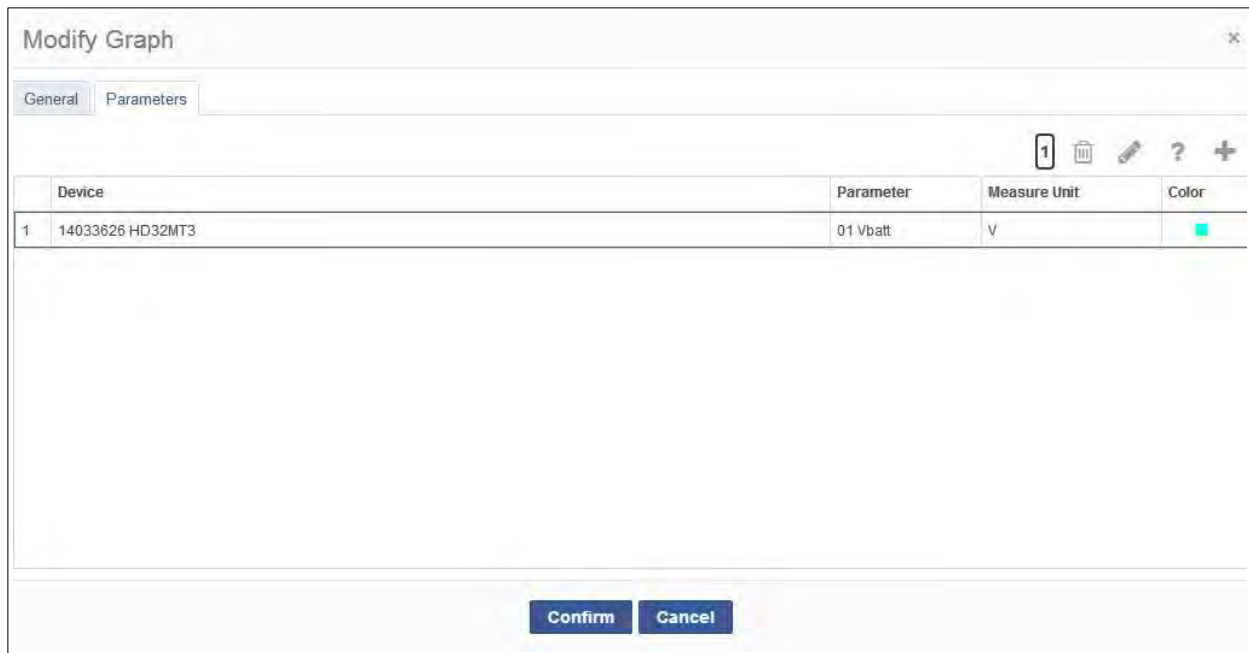 Modify Graph ×
General Parameters
1 ? +
Device Parameter Measure Unit Color
1 14033626 HD32MT3 01 Vbatt V
Confirm Cancel